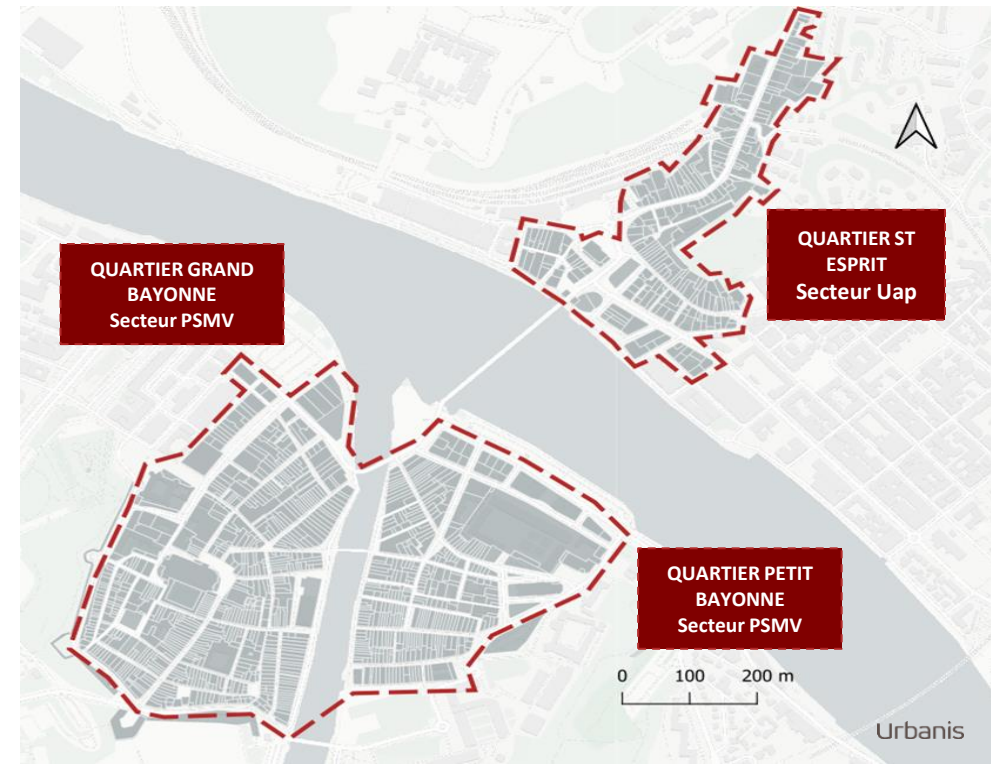 QUARTIER GRAND
BAYONNE
Secteur PSMV
QUARTIER ST
ESPRIT
Secteur Uap
QUARTIER PETIT
BAYONNE
Secteur PSMV
0 100 200 m
Urbanis